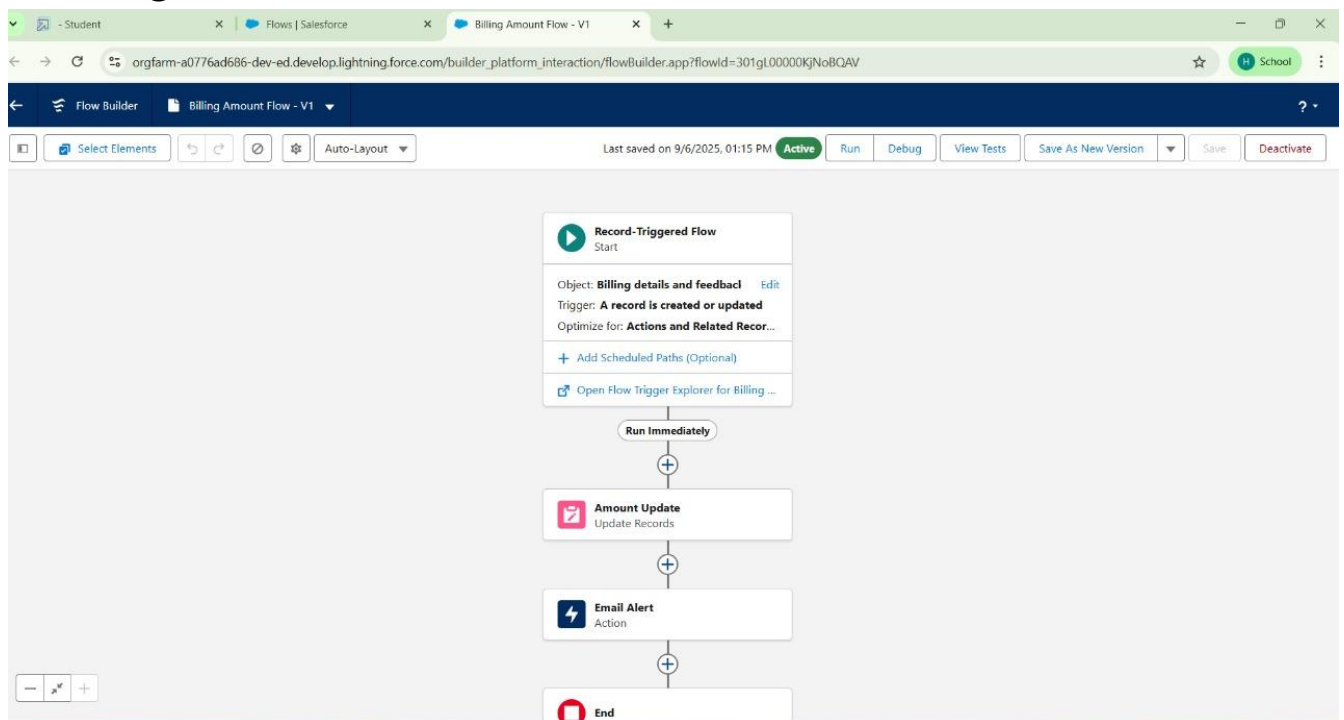 - Student
Flows | Salesforce
Billing Amount Flow - V1
orgfarm-a0776ad686-dev-ed.develop.lightning.force.com/builder_platform_interaction/flowBuilder.app?flowId=301gL00000KjNoBQAV
H School
Flow Builder
Billing Amount Flow - V1
?
Select Elements
Auto-Layout
Last saved on 9/6/2025, 01:15 PM
Active
Run
Debug
View Tests
Save As New Version
Save
Deactivate
Record-Triggered Flow
Start
Object: Billing details and feedbacl
Edit
Trigger: A record is created or updated
Optimize for: Actions and Related Recor...
+ Add Scheduled Paths (Optional)
Open Flow Trigger Explorer for Billing ...
Run Immediately
Amount Update
Update Records
Email Alert
Action
End